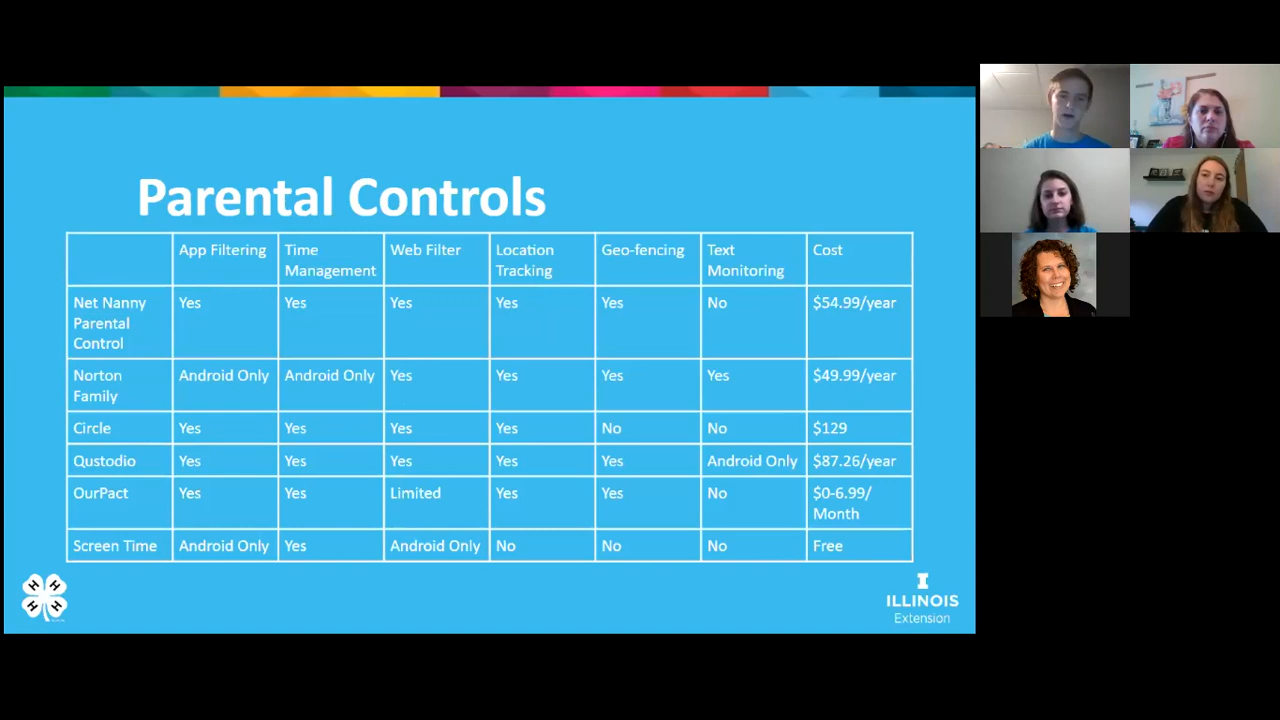 Parental Controls
App Filtering
Time
Management
Web Filter
Location
Tracking
Geo-fencing
Text
Monitoring
Cost
Net Nanny
Parental
Control
Yes
Yes
Yes
Yes
Yes
No
$54.99/year
Norton
Family
Android Only
Android Only
Yes
Yes
Yes
Yes
$49.99/year
Circle
Yes
Yes
Yes
Yes
No
No
$129
Qustodio
Yes
Yes
Yes
Yes
Yes
Android Only
$87.26/year
OurPact
Yes
Yes
Limited
Yes
Yes
No
$0-6.99/
Month
Screen Time
Android Only
Yes
Android Only
No
No
No
Free
H H
H H
I
ILLINOIS
Extension